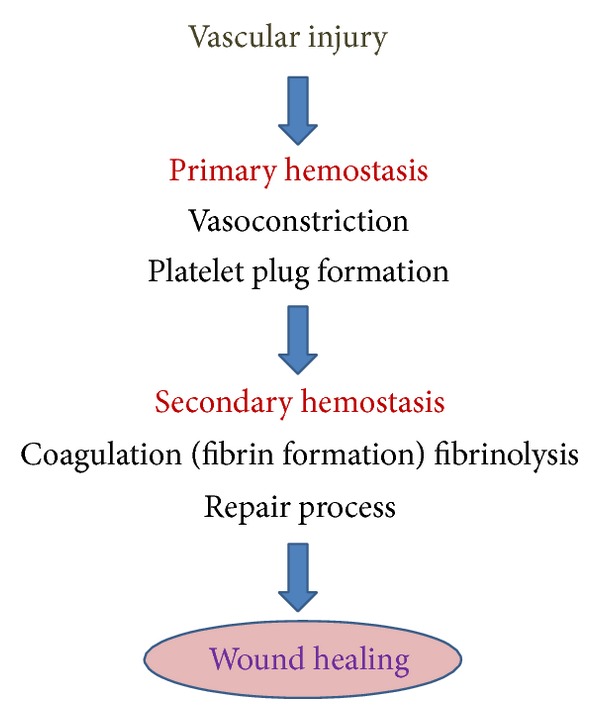 Vascular injury
Primary hemostasis
Vasoconstriction
Platelet plug formation
Secondary hemostasis
Coagulation (fibrin formation) fibrinolysis
Repair process
Wound healing